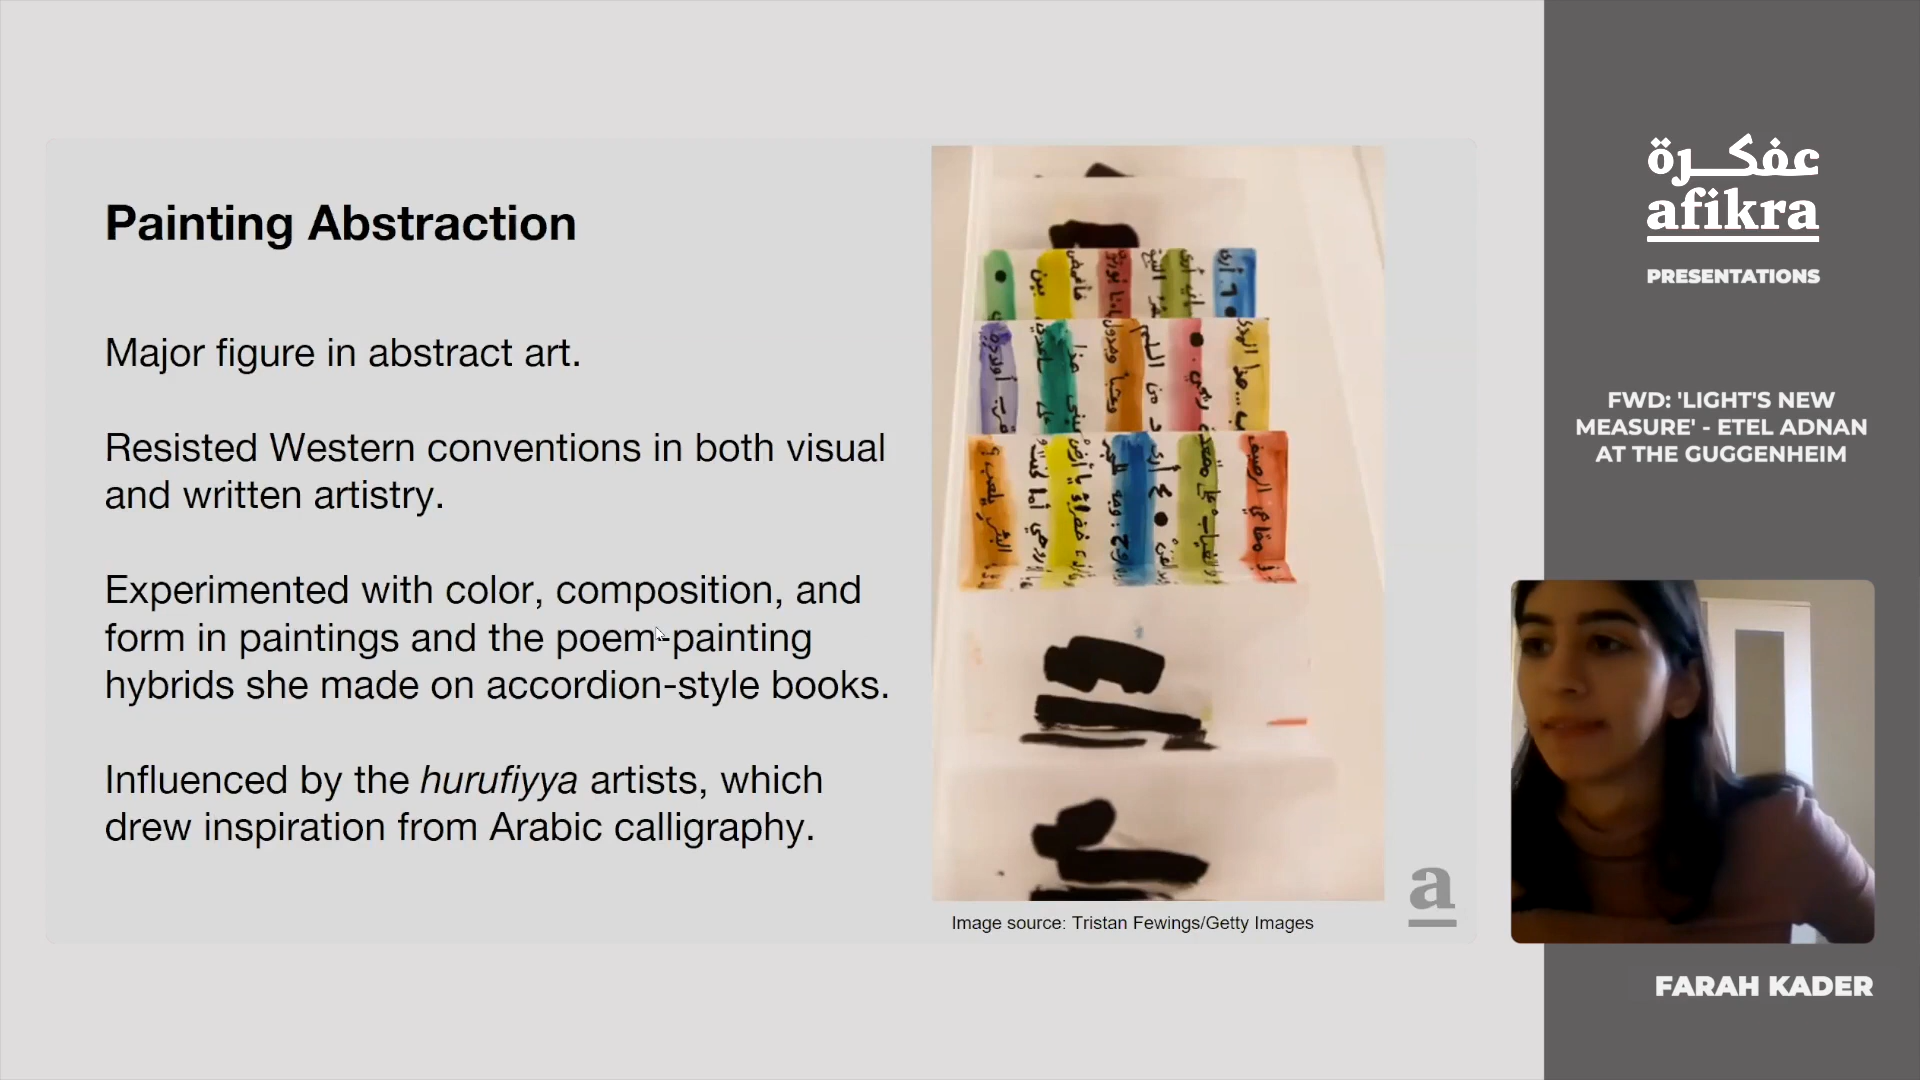 Painting Abstraction
Major figure in abstract art.
Resisted Western conventions in both visual
and written artistry.
Experimented with color, composition, and
form in paintings and the poem-painting
hybrids she made on accordion-style books.
Influenced by the hurufiyya artists, which
drew inspiration from Arabic calligraphy.
Image source: Tristan Fewings/Getty Images
a
عفكرة
afikra
PRESENTATIONS
FWD: 'LIGHT'S NEW
MEASURE' - ETEL ADNAN
AT THE GUGGENHEIM
FARAH KADER